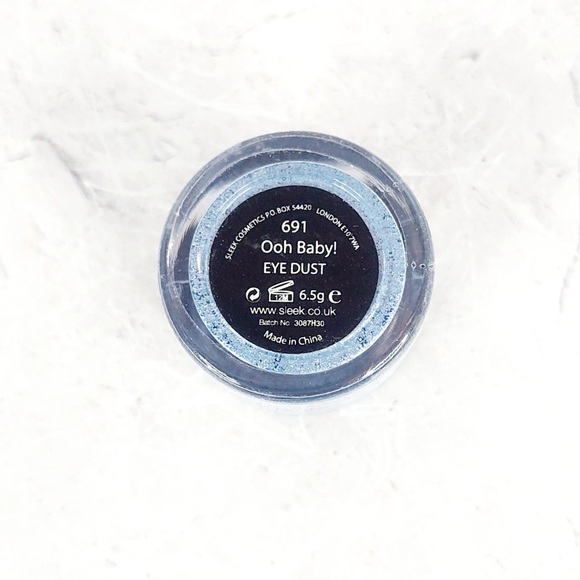 SLEEK COSMETICS P.O. BOX 54420 LONDON E10 7WA
691
Ooh Baby!
EYE DUST
12M 6.5g e
www.sleek.co.uk
Batch No 3087H30
Made in China